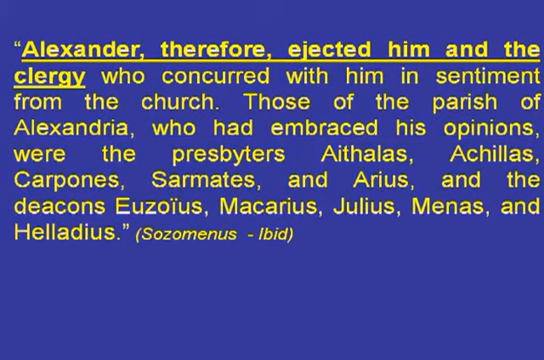 “Alexander, therefore, ejected him and the
clergy who concurred with him in sentiment
from the church. Those of the parish of
Alexandria, who had embraced his opinions,
were the presbyters Aithalas, Achillas,
Carpones, Sarmates, and Arius, and the
deacons Euzoïus, Macarius, Julius, Menas, and
Helladius.” (Sozomenus - Ibid)